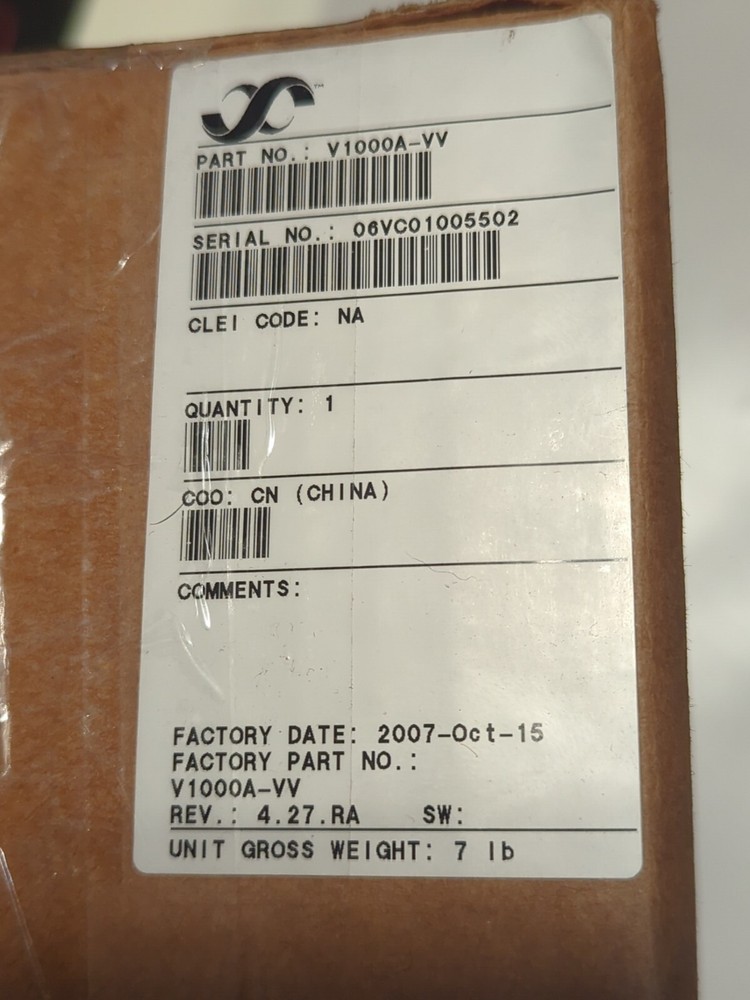 ™
PART NO.: V1000A-VV
SERIAL NO.: 06VC01005502
CLEI CODE: NA
QUANTITY: 1
COO: CN (CHINA)
COMMENTS:
FACTORY DATE: 2007-Oct-15
FACTORY PART NO.:
V1000A-VV
REV.: 4.27.RA SW:
UNIT GROSS WEIGHT: 7 lb